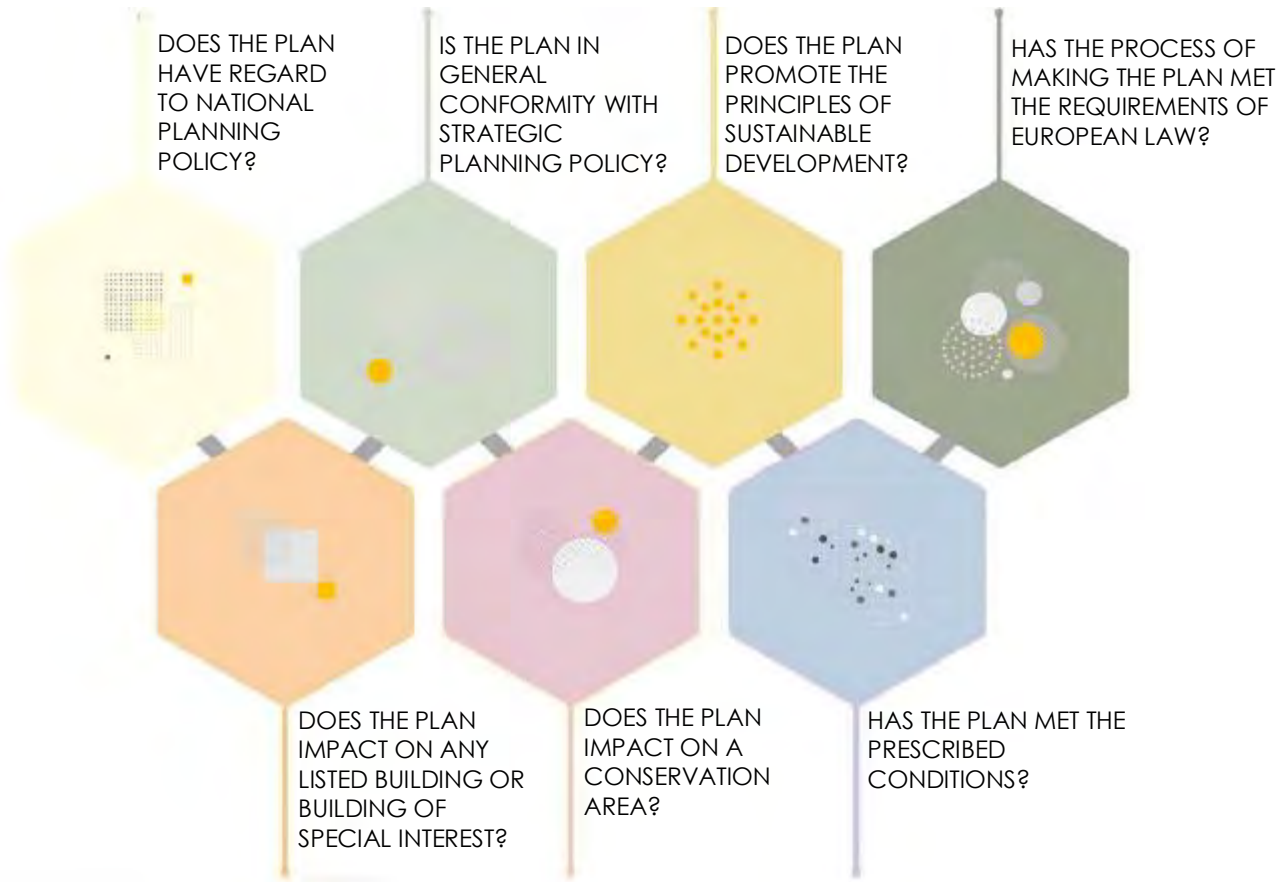 DOES THE PLAN
HAVE REGARD
TO NATIONAL
PLANNING
POLICY?
IS THE PLAN IN
GENERAL
CONFORMITY WITH
STRATEGIC
PLANNING POLICY?
DOES THE PLAN
PROMOTE THE
PRINCIPLES OF
SUSTAINABLE
DEVELOPMENT?
HAS THE PROCESS OF
MAKING THE PLAN MET
THE REQUIREMENTS OF
EUROPEAN LAW?
DOES THE PLAN
IMPACT ON ANY
LISTED BUILDING OR
BUILDING OF
SPECIAL INTEREST?
DOES THE PLAN
IMPACT ON A
CONSERVATION
AREA?
HAS THE PLAN MET THE
PRESCRIBED
CONDITIONS?